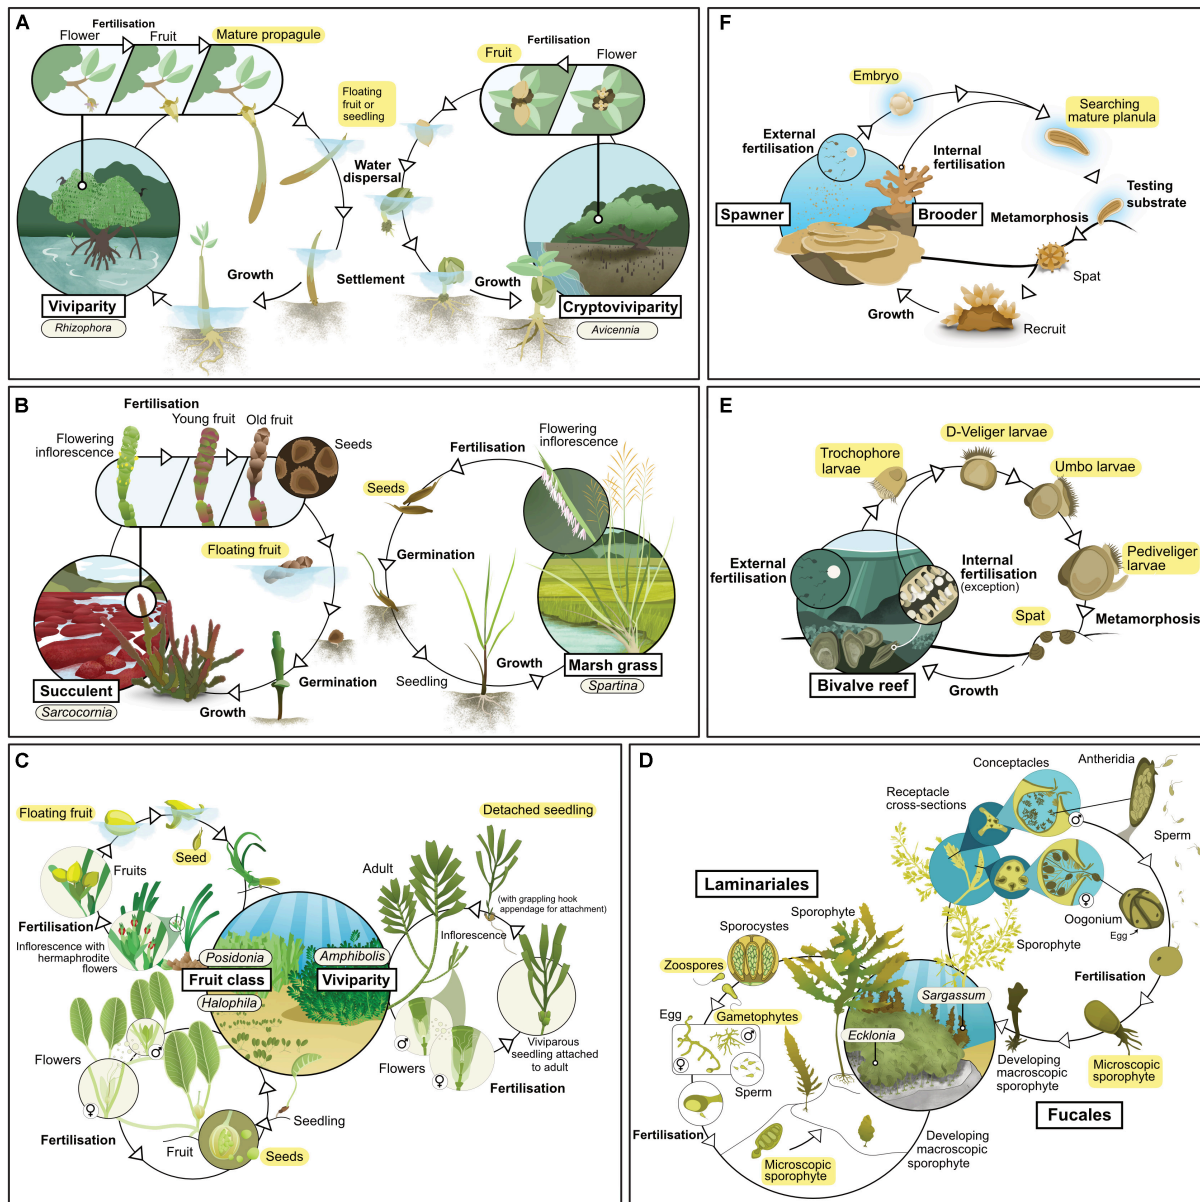 A
Fertilisation
Flower
Fruit
Mature propagule
Floating
fruit or
seedling
Fruit
Fertilisation
Flower
Water
dispersal
Growth
Settlement
Growth
Viviparity
Rhizophora
Cryptoviviparity
Avicennia
F
Embryo
Searching
mature planula
External
fertilisation
Internal
fertilisation
Spawner
Brooder
Testing
substrate
Metamorphosis
Spat
Growth
Recruit
B
Fertilisation
Flowering
inflorescence
Young fruit
Old fruit
Seeds
Floating fruit
Succulent
Sarcocornia
Growth
Germination
Flowering
inflorescence
Fertilisation
Seeds
Germination
Seedling
Growth
Marsh grass
Spartina
E
Trochophore
larvae
D-Veliger larvae
Umbo larvae
Pediveliger
larvae
External
fertilisation
Internal
fertilisation
(exception)
Spat
Metamorphosis
Bivalve reef
Growth
C
Floating fruit
Seed
Fruits
Fertilisation
Inflorescence with
hermaphrodite
flowers
Posidonia
Fruit class
Halophila
Amphibolis
Viviparity
Adult
Detached seedling
(with grappling hook
appendage for attachment)
Inflorescence
♂
Flowers
♀
Viviparous
seedling attached
to adult
Fertilisation
Flowers
♂
♀
Fertilisation
Fruit
Seeds
Seedling
D
Conceptacles
Antheridia
Receptacle
cross-sections
♂
Sperm
♀
Oogonium
Egg
Laminariales
Sporophyte
Sporocystes
Zoospores
Gametophytes
Egg
♀
♂
Sperm
Fertilisation
Microscopic
sporophyte
Developing
macroscopic
sporophyte
Ecklonia
Sargassum
Sporophyte
Fertilisation
Microscopic
sporophyte
Developing
macroscopic
sporophyte
Fucales